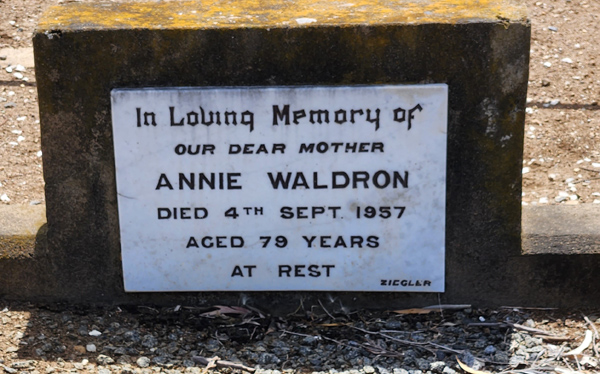 In Loving Memory of
OUR DEAR MOTHER
ANNIE WALDRON
DIED 4TH SEPT. 1957
AGED 79 YEARS
AT REST
ZIEGLER